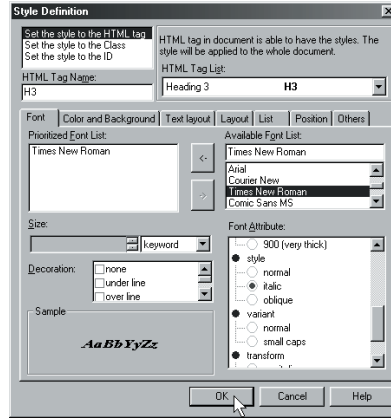 Style Definition
Set the style to the HTML tag
Set the style to the Class
Set the style to the ID
HTML tag in document is able to have the styles. The
style will be applied to the whole document.
HTML Tag Name:
H3
HTML Tag List:
Heading 3 H3
Font Color and Background Text layout Layout List Position Others
Prioritized Font List:
Times New Roman
<-
->
Available Font List:
Times New Roman
Arial
Courier New
Times New Roman
Comic Sans MS
Size:
keyword
Decoration:
none
under line
over line
Sample
AaBbYyZz
Font Attribute:
900 (very thick)
style
normal
italic
oblique
variant
normal
small caps
transform
OK Cancel Help